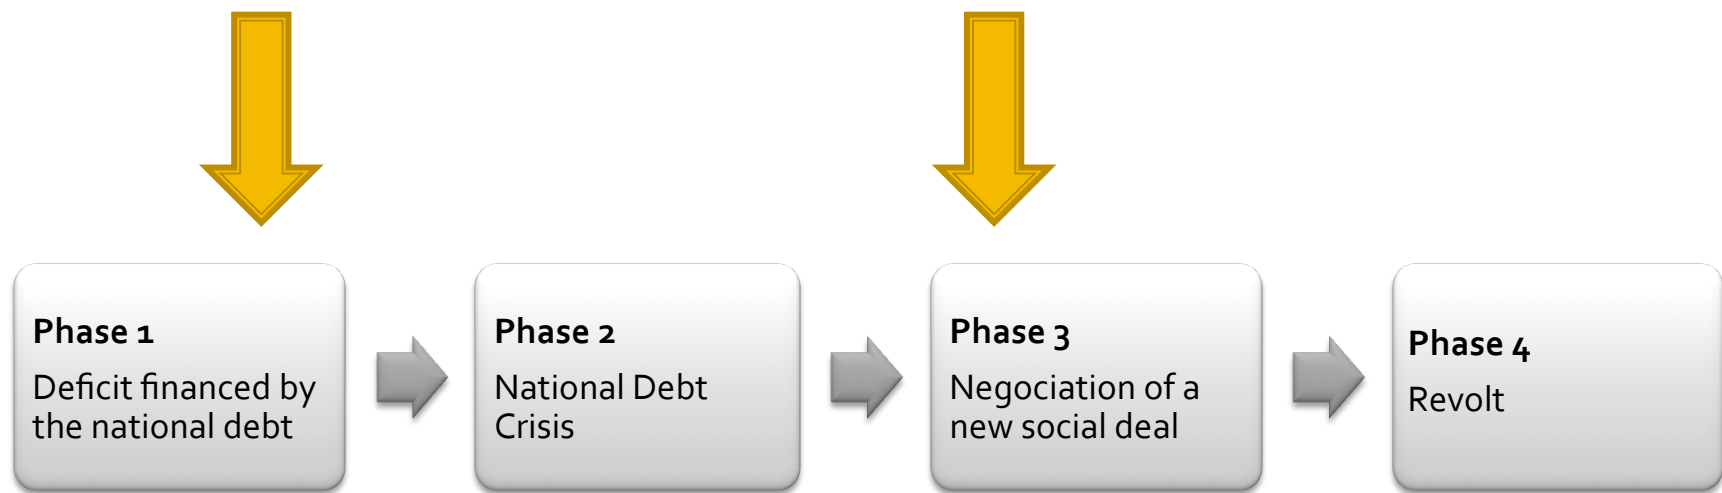 Phase 1
Deficit financed by
the national debt
Phase 2
National Debt
Crisis
Phase 3
Negociation of a
new social deal
Phase 4
Revolt